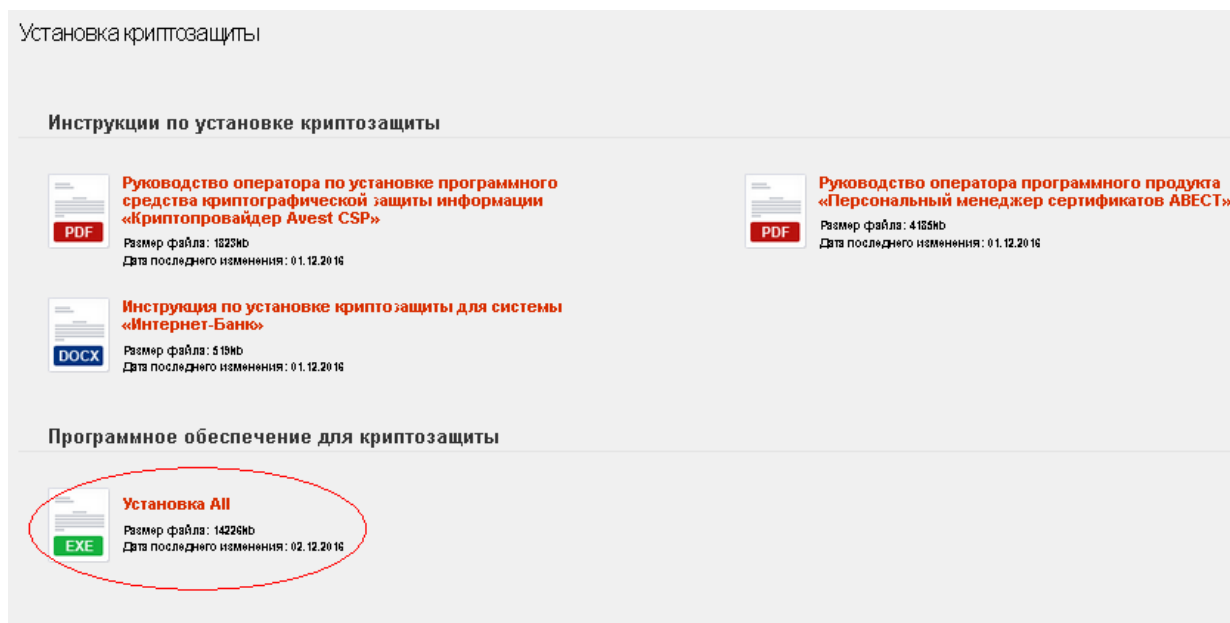 Установка криптозащиты
Инструкции по установке криптозащиты
Руководство оператора по установке программного
средства криптографической защиты информации
«Криптопровайдер Avest CSP»
PDF
Размер файла: 1823kb
Дата последнего изменения: 01.12.2016
Руководство оператора программного продукта
«Персональный менеджер сертификатов АВЕСТ»
PDF
Размер файла: 4185kb
Дата последнего изменения: 01.12.2016
Инструкция по установке криптозащиты для системы
«Интернет-Банк»
DOCX
Размер файла: 519kb
Дата последнего изменения: 01.12.2016
Программное обеспечение для криптозащиты
Установка All
EXE
Размер файла: 14226kb
Дата последнего изменения: 02.12.2016